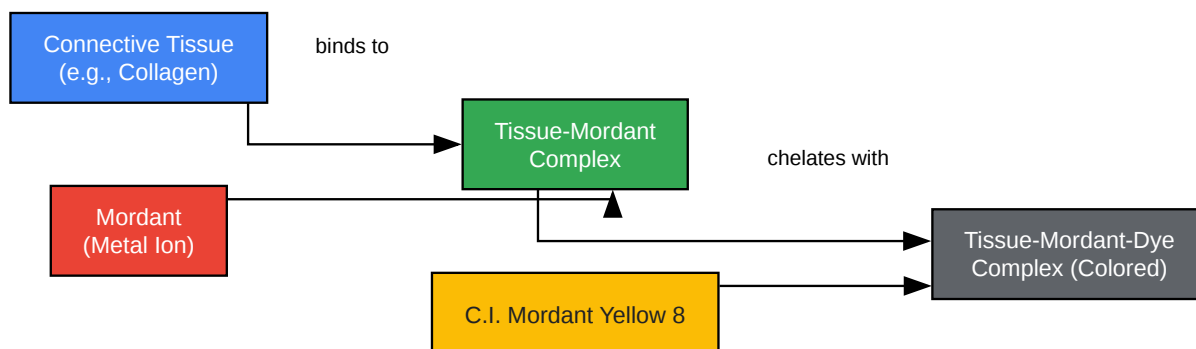 Connective Tissue
(e.g., Collagen)
binds to
Tissue-Mordant
Complex
chelates with
Mordant
(Metal Ion)
Tissue-Mordant-Dye
Complex (Colored)
C.I. Mordant Yellow 8